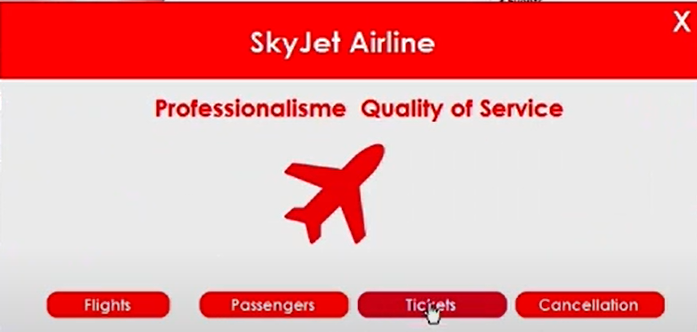 X
SkyJet Airline
Professionalisme Quality of Service
Flights
Passengers
Tickets
Cancellation